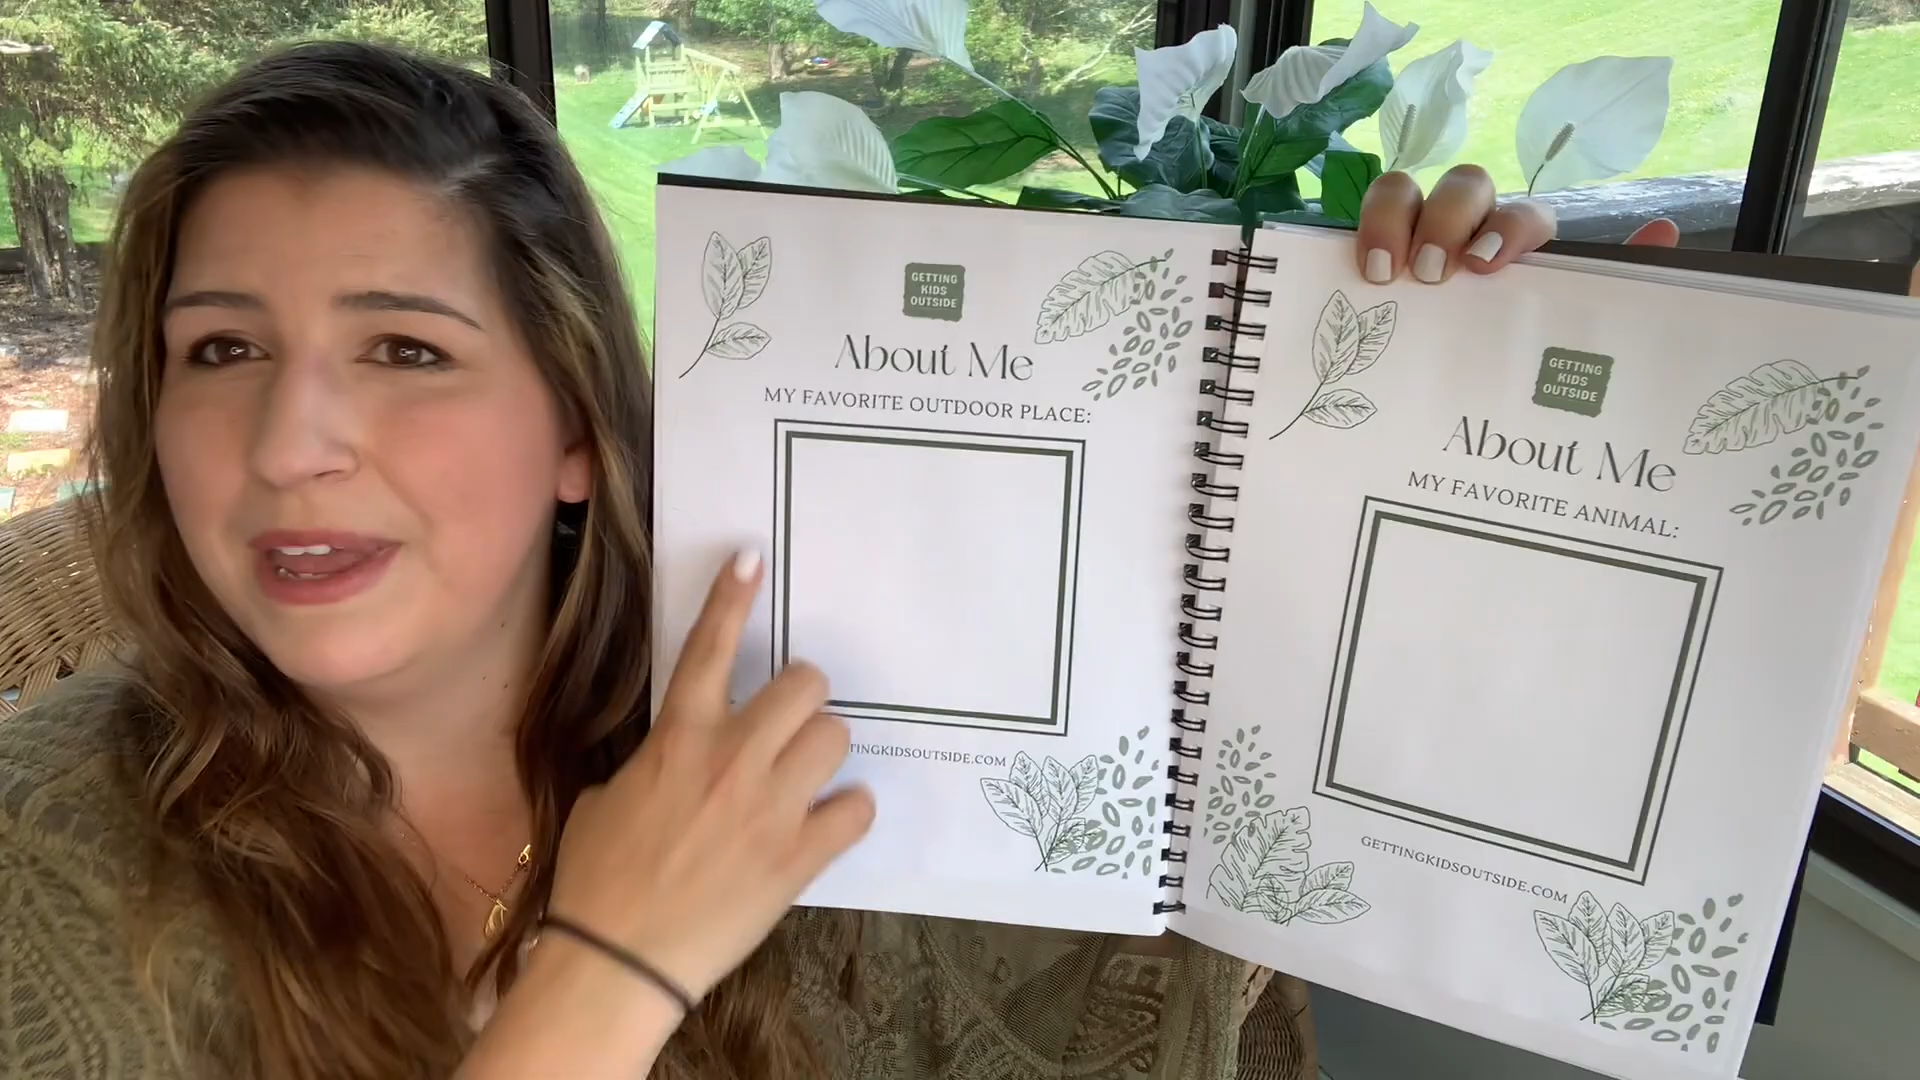 GETTING
KIDS
OUTSIDE
About Me
MY FAVORITE OUTDOOR PLACE:
TINGKIDSOUTSIDE.COM
GETTING
KIDS
OUTSIDE
About Me
MY FAVORITE ANIMAL:
GETTINGKIDSOUTSIDE.COM